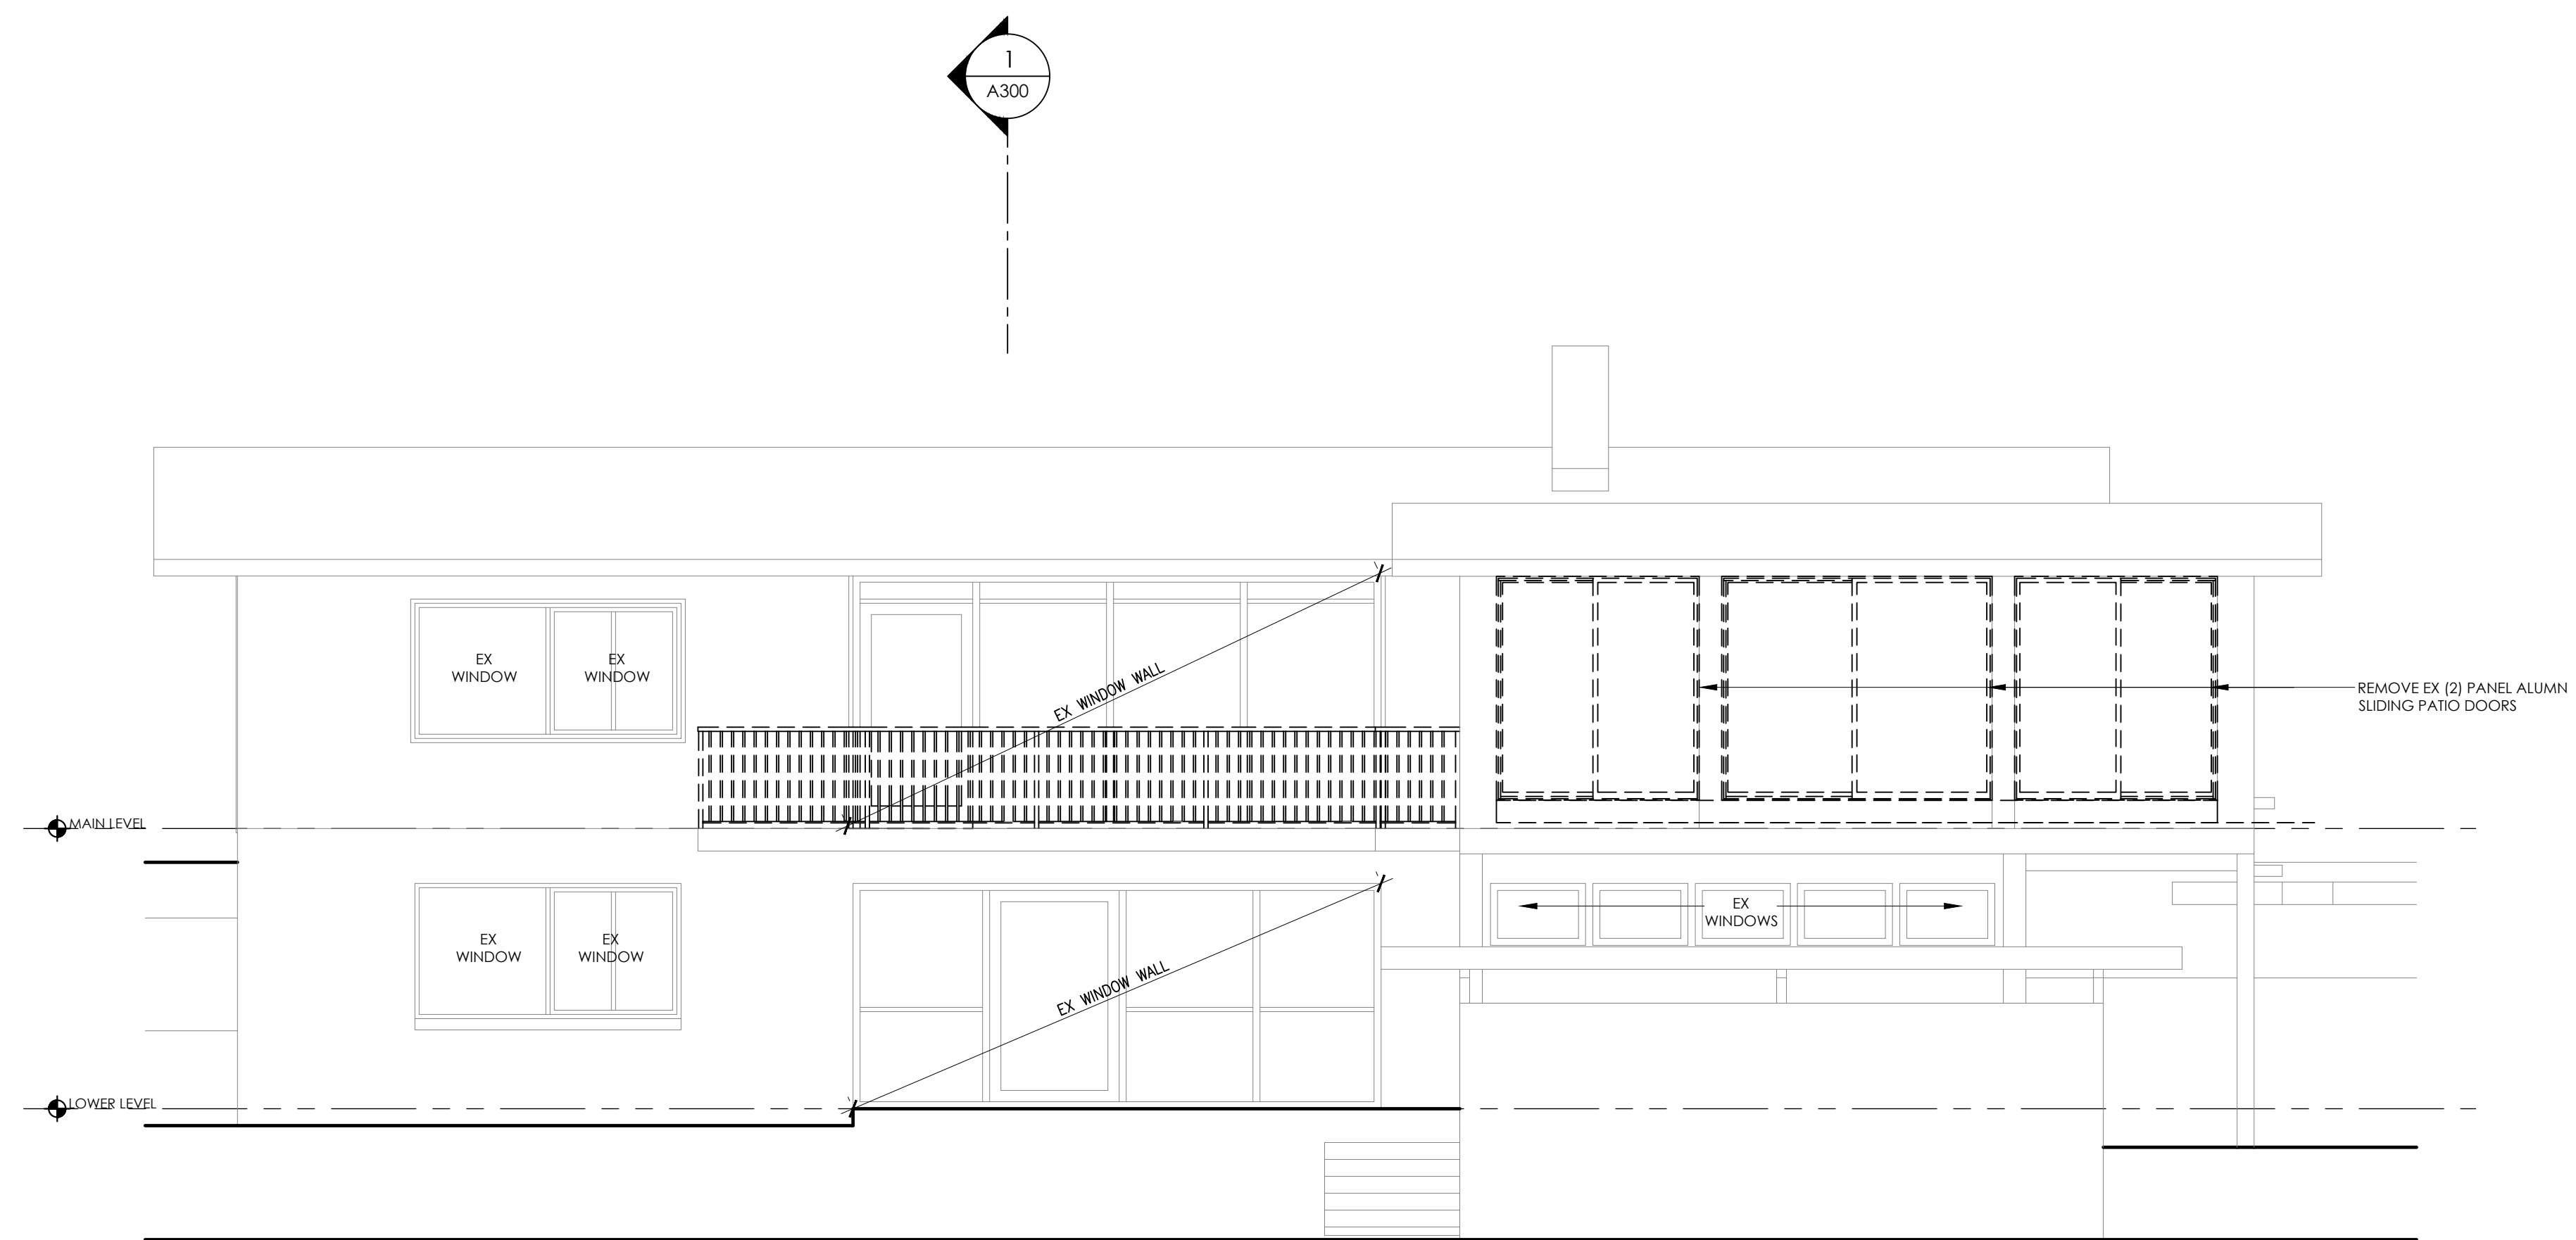 1
A300
EX
WINDOW
EX
WINDOW
EX WINDOW WALL
REMOVE EX (2) PANEL ALUMN
SLIDING PATIO DOORS
MAIN LEVEL
EX
WINDOWS
EX
WINDOW
EX
WINDOW
EX WINDOW WALL
LOWER LEVEL